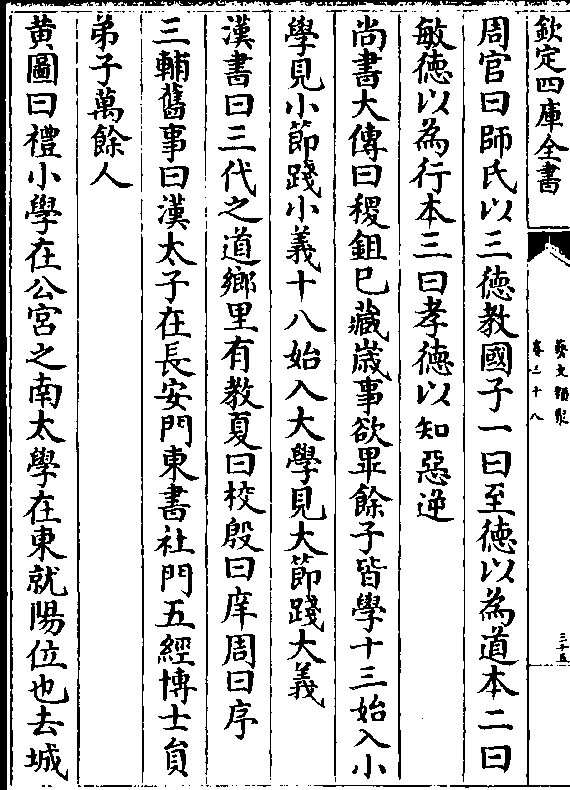 欽定四庫全書
藝文類聚
卷三十八
三十五
周官曰師氏以三德教國子一曰至德以為道本二曰
敏德以為行本三曰孝德以知惡逆
尚書大傳曰稷鉏已藏歳事欲畢餘子皆學十三始入小
學見小節踐小義十八始入大學見大節踐大義
漢書曰三代之道鄉里有教夏曰校殷曰庠周曰序
三輔舊事曰漢太子在長安門東書社門五經博士員
弟子萬餘人
黄圖曰禮小學在公宮之南太學在東就陽位也去城